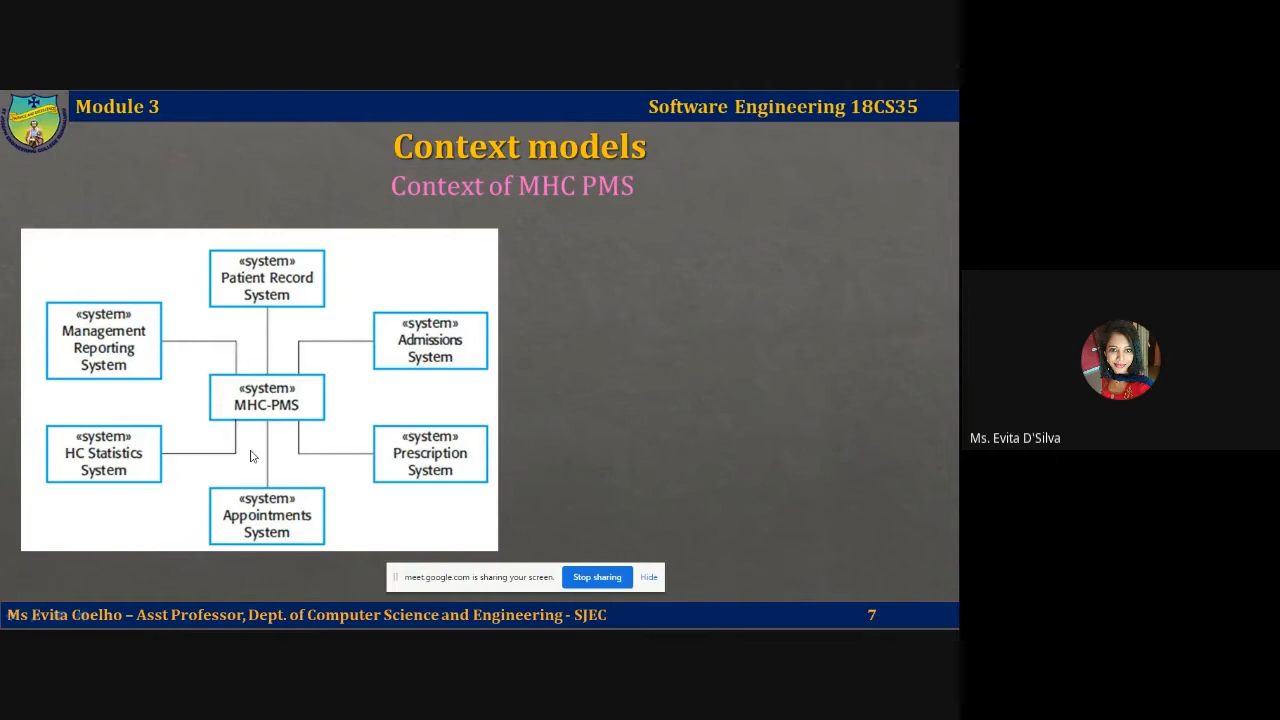 Module 3
Software Engineering 18CS35
Context models
Context of MHC PMS
«system»
Patient Record
System
«system»
Management
Reporting
System
«system»
Admissions
System
«system»
MHC-PMS
«system»
HC Statistics
System
«system»
Prescription
System
«system»
Appointments
System
Ms. Evita D'Silva
meet.google.com is sharing your screen.
Stop sharing
Hide
Ms Evita Coelho – Asst Professor, Dept. of Computer Science and Engineering - SJEC
7